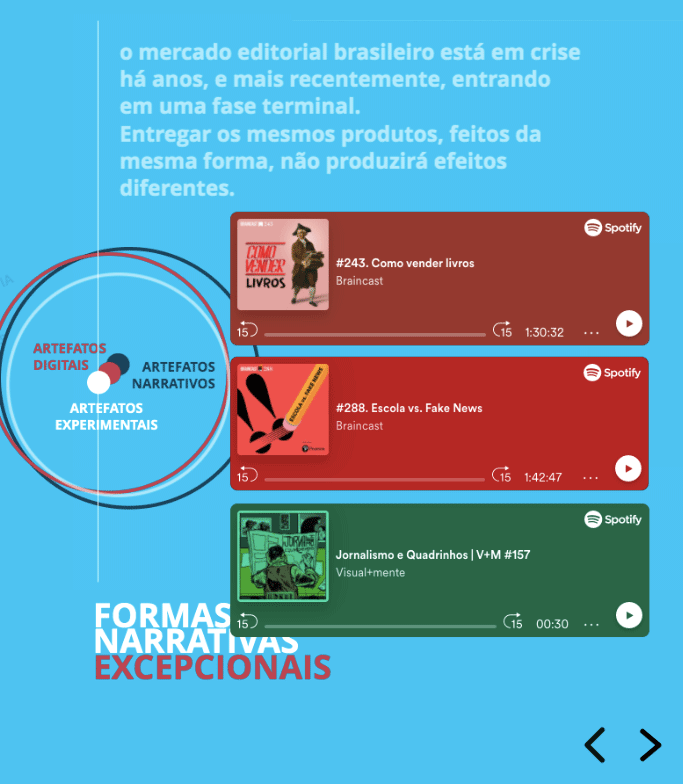 o mercado editorial brasileiro está em crise
há anos, e mais recentemente, entrando
em uma fase terminal.
Entregar os mesmos produtos, feitos da
mesma forma, não produzirá efeitos
diferentes.
Spotify
COMO
VENDER
LIVROS
#243. Como vender livros
Braincast
15
15
1:30:32
ARTEFATOS
DIGITAIS
ARTEFATOS
NARRATIVOS
ARTEFATOS
EXPERIMENTAIS
Spotify
ESCOLA VS. FAKE NEWS
#288. Escola vs. Fake News
Braincast
15
15
1:42:47
Spotify
Jornalismo e Quadrinhos | V+M #157
Visual+mente
15
15
00:30
FORMAS
NARRATIVAS
EXCEPCIONAIS